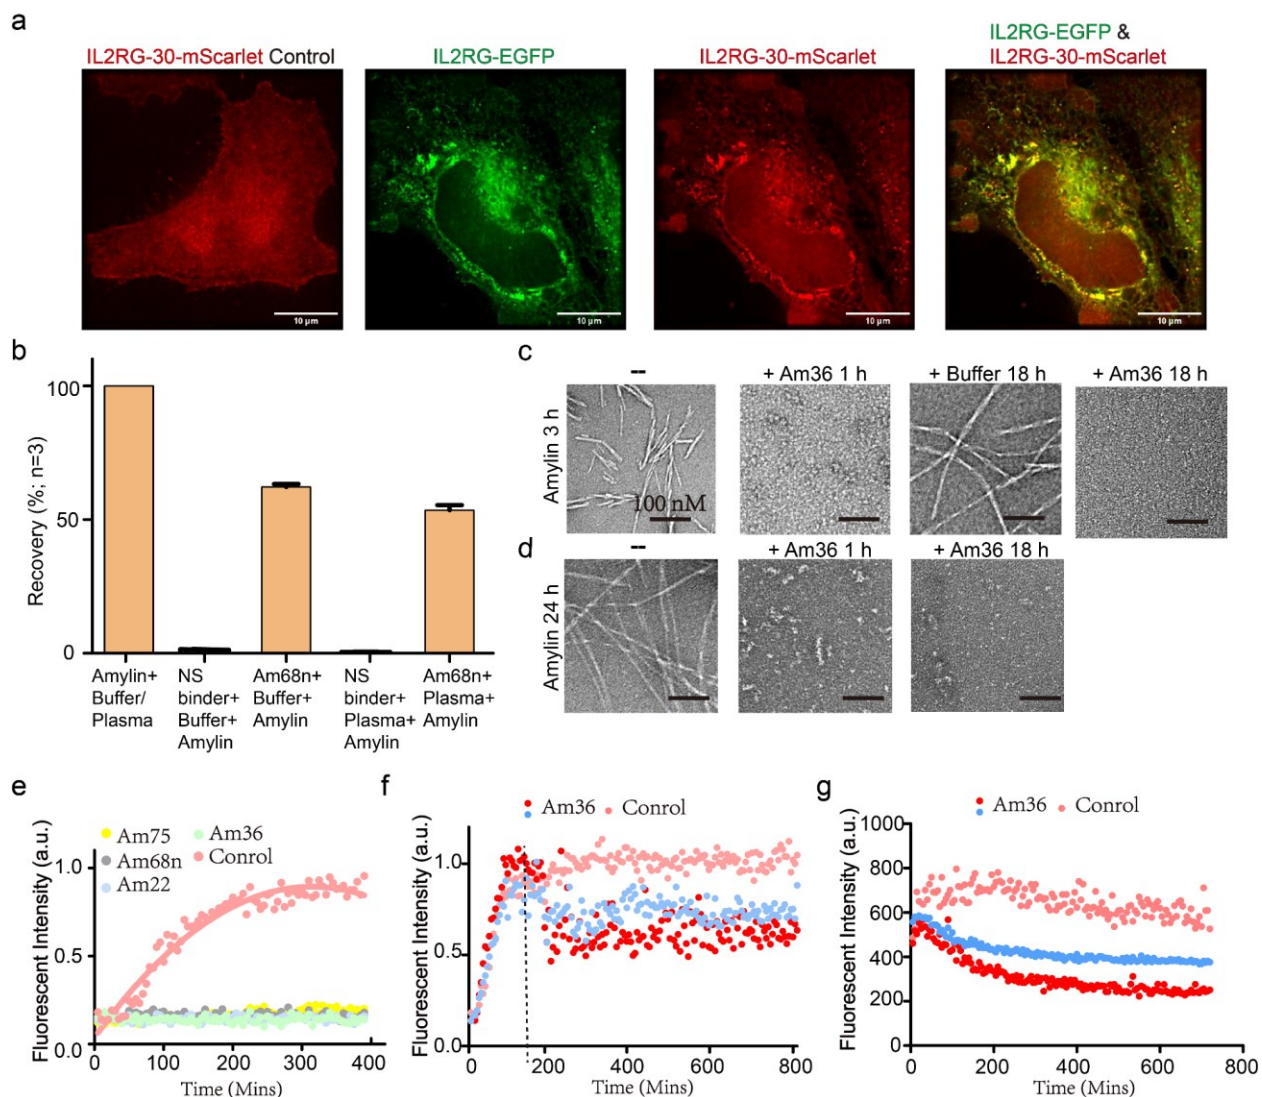 a
IL2RG-30-mScarlet Control
IL2RG-EGFP
IL2RG-30-mScarlet
IL2RG-EGFP &
IL2RG-30-mScarlet
10 µm
10 µm
10 µm
10 µm
b
Recovery (%; n=3)
100
50
0
Amylin+
Buffer/
Plasma
NS
binder+
Buffer+
Amylin
Am68n+
Buffer+
Amylin
NS
binder+
Plasma+
Amylin
Am68n+
Plasma+
Amylin
c
--
+ Am36 1 h
+ Buffer 18 h
+ Am36 18 h
Amylin 3 h
100 nM
d
--
+ Am36 1 h
+ Am36 18 h
Amylin 24 h
e
Am75
Am68n
Am22
Am36
Conrol
Fluorescent Intensity (a.u.)
1.0
0.5
0.0
0
100
200
300
400
Time (Mins)
f
Am36
Conrol
Fluorescent Intensity (a.u.)
1.0
0.5
0.0
0
200
400
600
800
Time (Mins)
g
Am36
Conrol
Fluorescent Intensity (a.u.)
1000
800
600
400
200
0
0
200
400
600
800
Time (Mins)